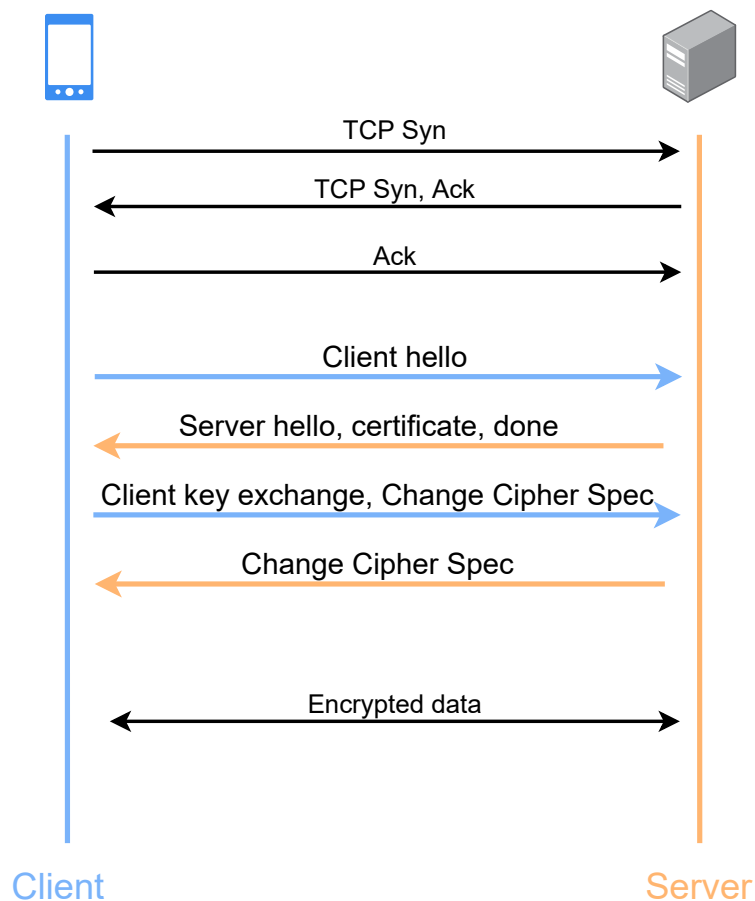 TCP Syn
TCP Syn, Ack
Ack
Client hello
Server hello, certificate, done
Client key exchange, Change Cipher Spec
Change Cipher Spec
Encrypted data
Client
Server